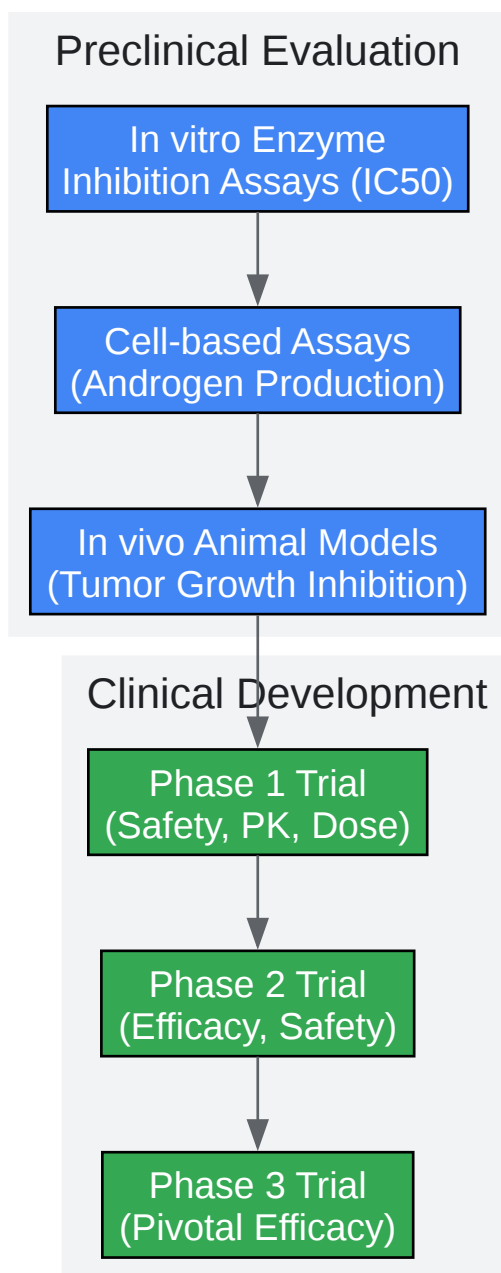 Preclinical Evaluation
In vitro Enzyme
Inhibition Assays (IC50)
Cell-based Assays
(Androgen Production)
In vivo Animal Models
(Tumor Growth Inhibition)
Clinical Development
Phase 1 Trial
(Safety, PK, Dose)
Phase 2 Trial
(Efficacy, Safety)
Phase 3 Trial
(Pivotal Efficacy)